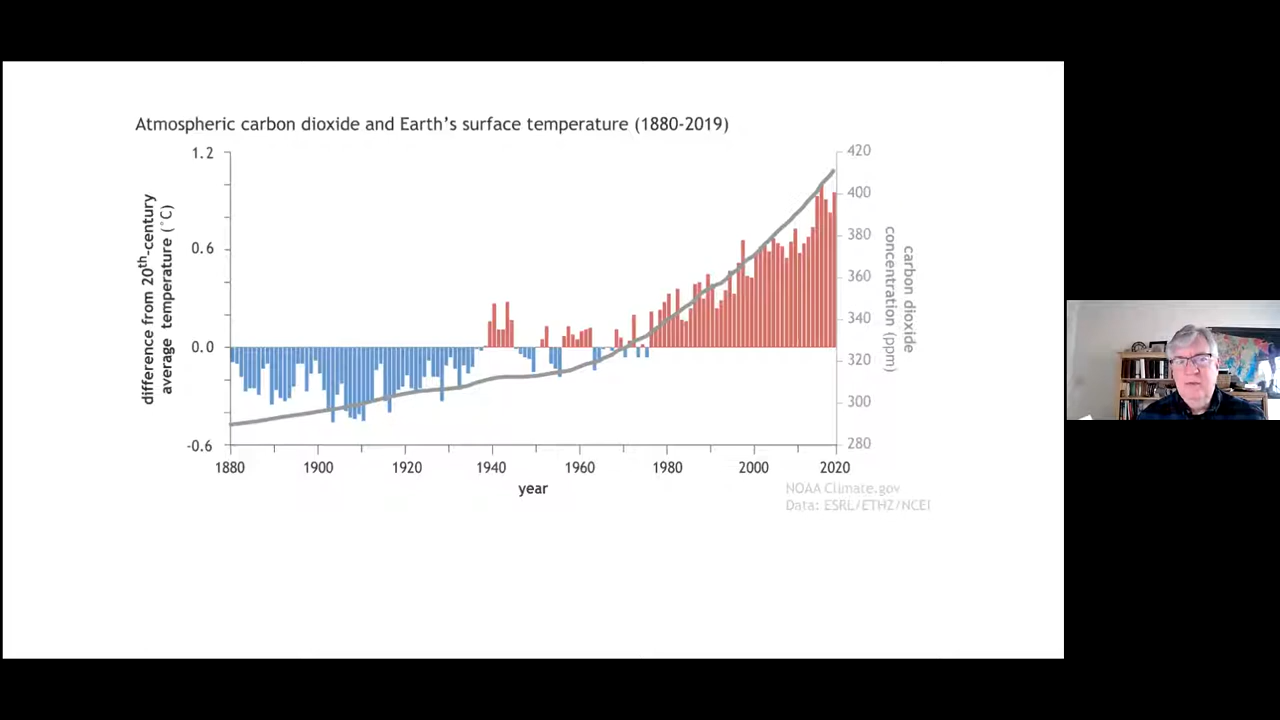 Atmospheric carbon dioxide and Earth's surface temperature (1880-2019)
difference from 20th-century
average temperature (°C)
1.2
0.6
0.0
-0.6
420
400
380
360
340
320
300
280
carbon dioxide
concentration (ppm)
1880
1900
1920
1940
1960
1980
2000
2020
year
NOAA Climate.gov
Data: ESRL/ETHZ/NCEI